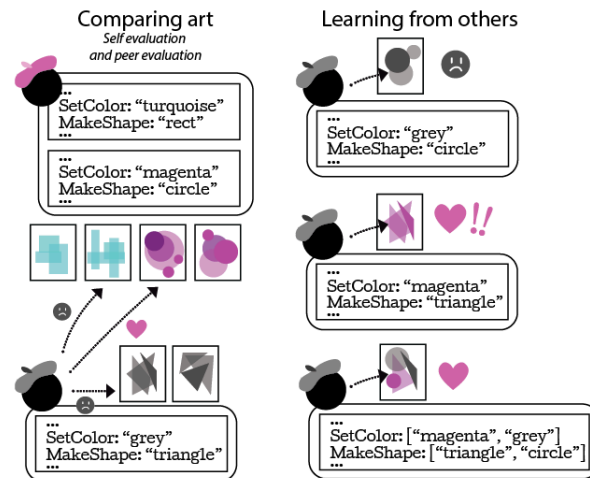 Comparing art
Self evaluation
and peer evaluation
...
SetColor: “turquoise”
MakeShape: “rect”
...
...
SetColor: “magenta”
MakeShape: “circle”
...
...
SetColor: “grey”
MakeShape: “triangle”
...
Learning from others
...
SetColor: “grey”
MakeShape: “circle”
...
!!
...
SetColor: “magenta”
MakeShape: “triangle”
...
...
SetColor: [“magenta”, “grey”]
MakeShape: [“triangle”, “circle”]
...